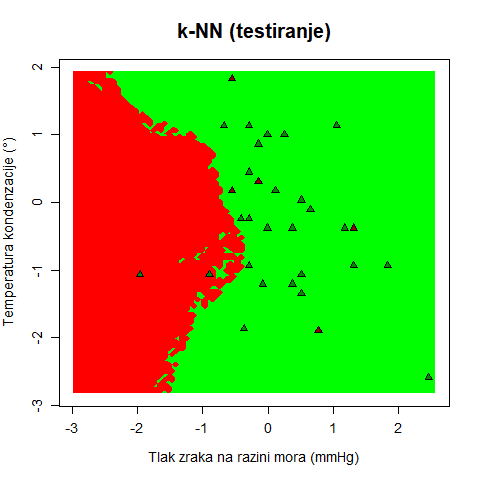 k-NN (testiranje)
Temperatura kondenzacije (°)
2
1
0
-1
-2
-3
-3 -2 -1 0 1 2
Tlak zraka na razini mora (mmHg)